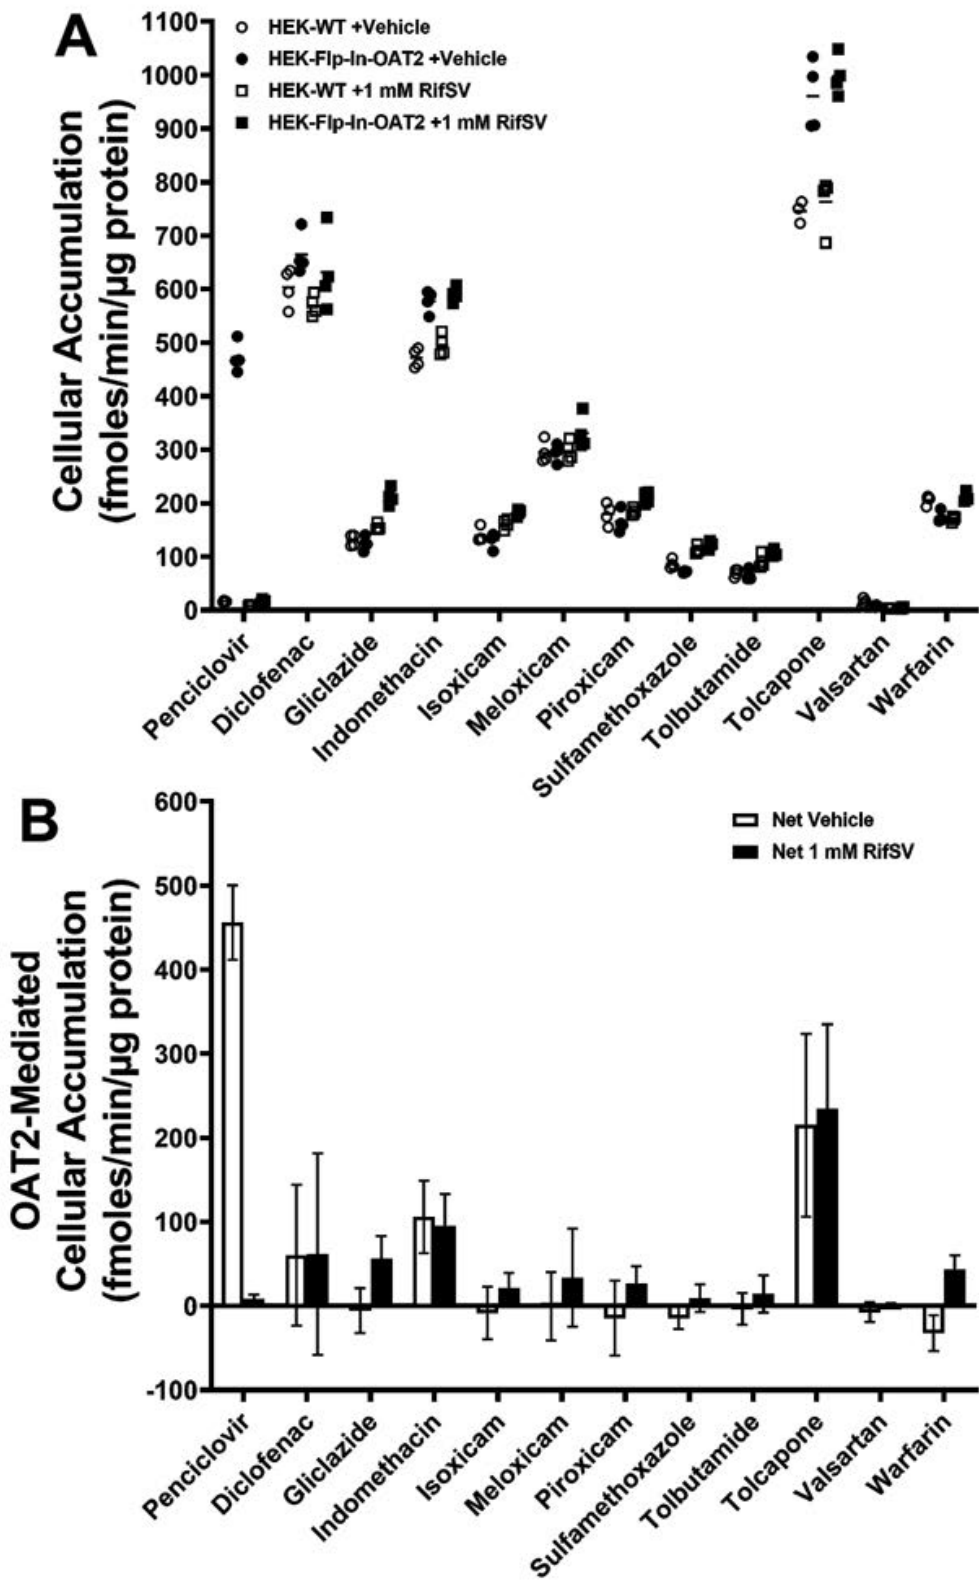 A
HEK-WT +Vehicle
HEK-Flp-In-OAT2 +Vehicle
HEK-WT +1 mM RifSV
HEK-Flp-In-OAT2 +1 mM RifSV
Cellular Accumulation
(fmoles/min/µg protein)
1100
1000
900
800
700
600
500
400
300
200
100
0
Penciclovir
Diclofenac
Gliclazide
Indomethacin
Isoxicam
Meloxicam
Piroxicam
Sulfamethoxazole
Tolbutamide
Tolcapone
Valsartan
Warfarin
B
Net Vehicle
Net 1 mM RifSV
OAT2-Mediated
Cellular Accumulation
(fmoles/min/µg protein)
600
500
400
300
200
100
0
-100
Penciclovir
Diclofenac
Gliclazide
Indomethacin
Isoxicam
Meloxicam
Piroxicam
Sulfamethoxazole
Tolbutamide
Tolcapone
Valsartan
Warfarin